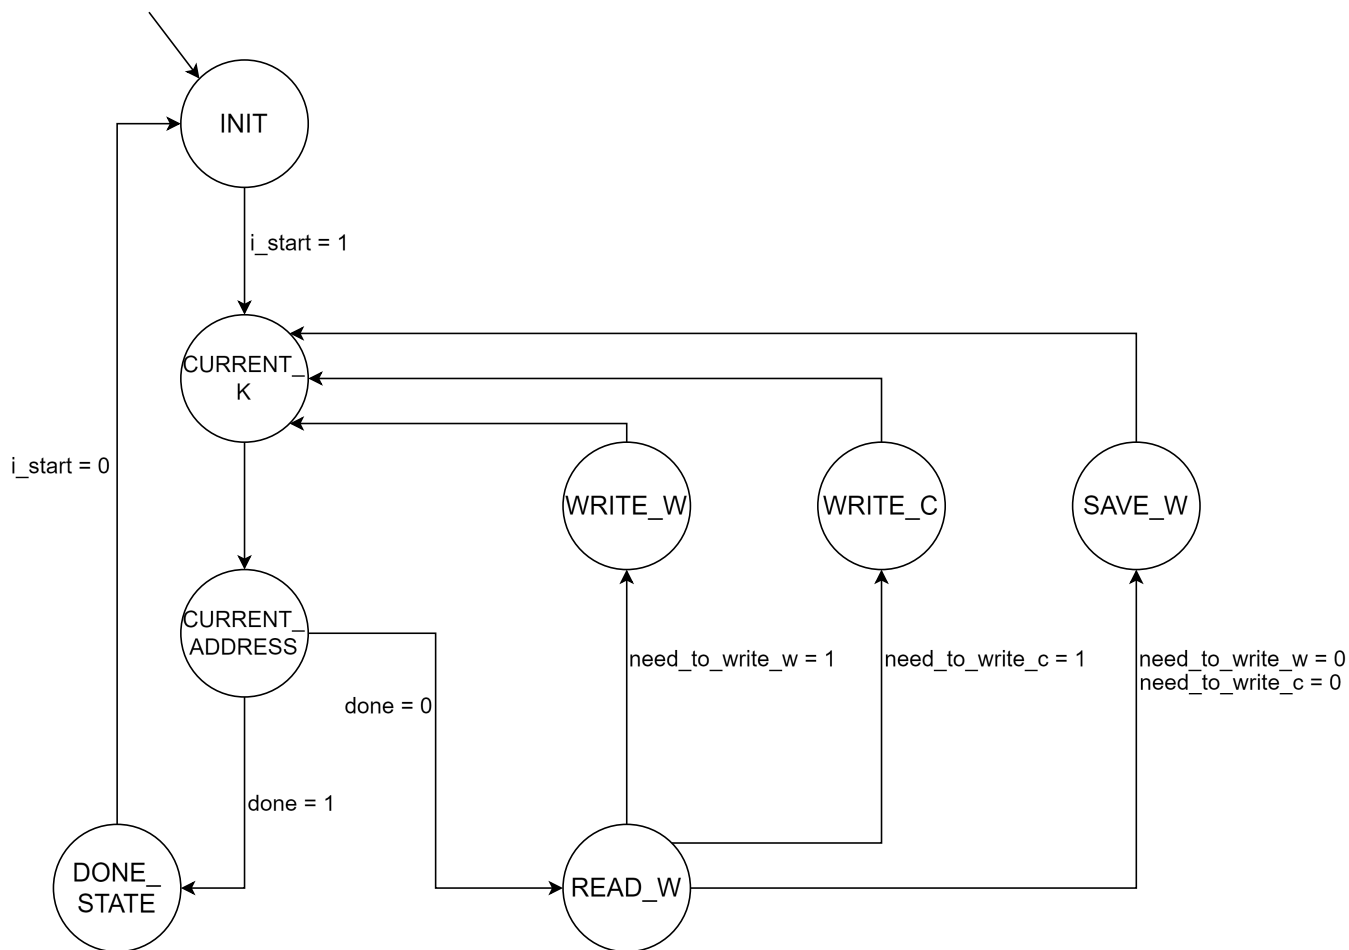 INIT
i_start = 1
CURRENT_
K
i_start = 0
WRITE_W
WRITE_C
SAVE_W
CURRENT_
ADDRESS
need_to_write_w = 1
need_to_write_c = 1
need_to_write_w = 0
need_to_write_c = 0
done = 0
done = 1
DONE_
STATE
READ_W